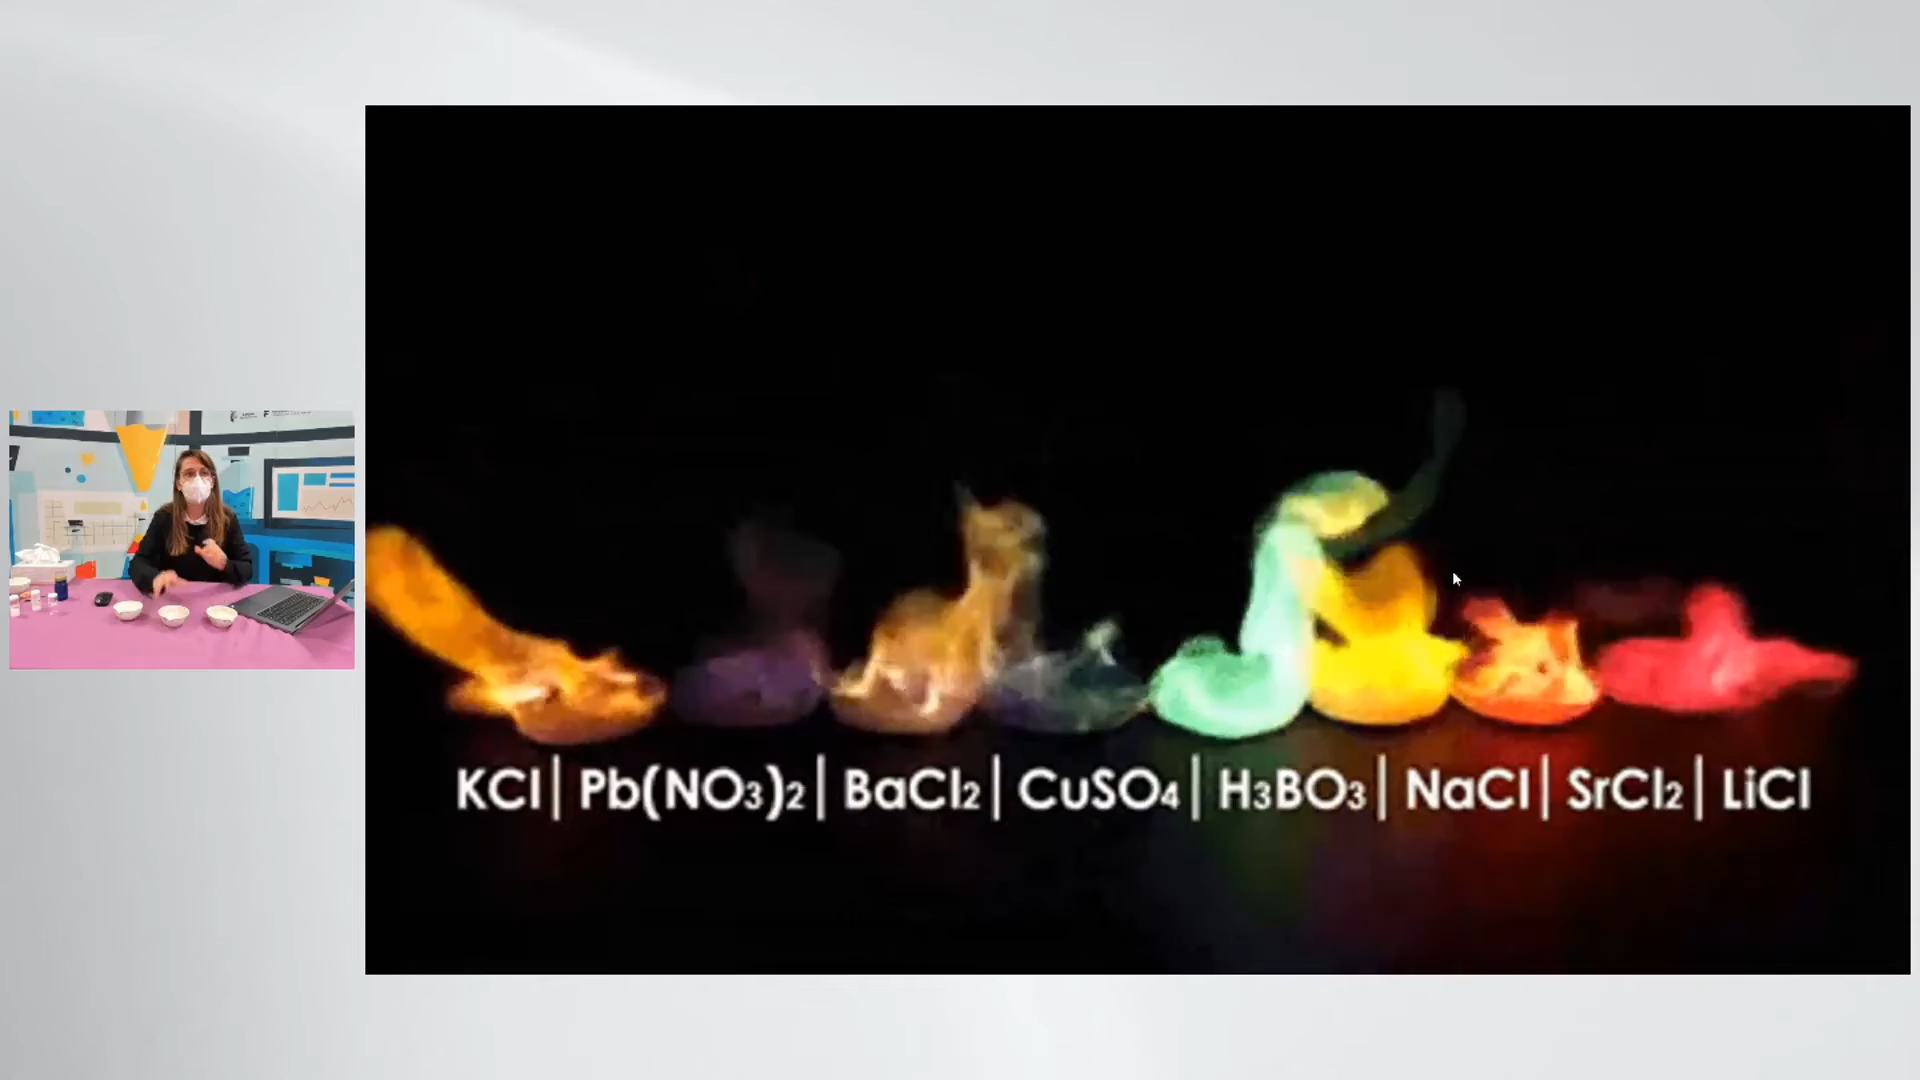 KCl | Pb(NO₃)₂ | BaCl₂ | CuSO₄ | H₃BO₃ | NaCl | SrCl₂ | LiCl